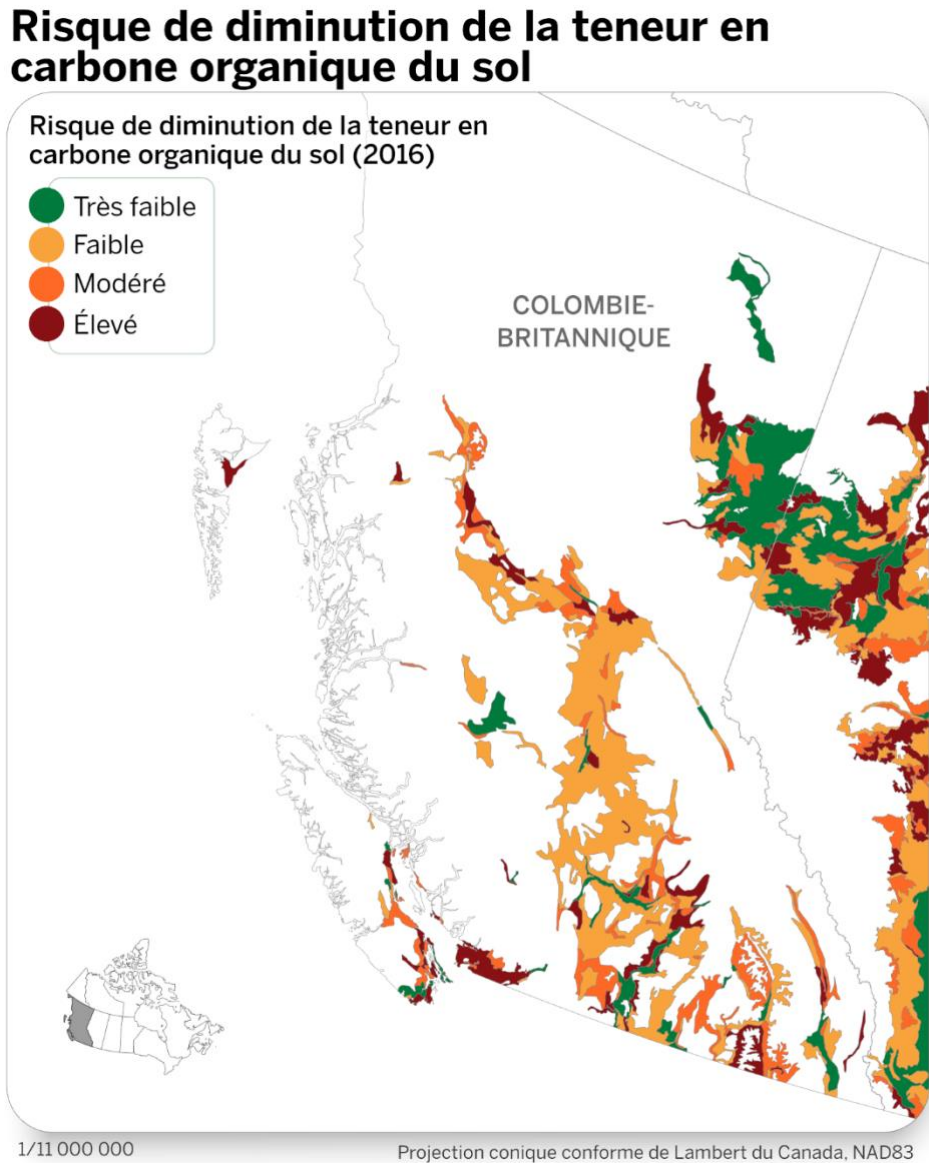 Risque de diminution de la teneur en
carbone organique du sol
Risque de diminution de la teneur en
carbone organique du sol (2016)
Très faible
Faible
Modéré
Élevé
COLOMBIE-
BRITANNIQUE
1/11 000 000
Projection conique conforme de Lambert du Canada, NAD83